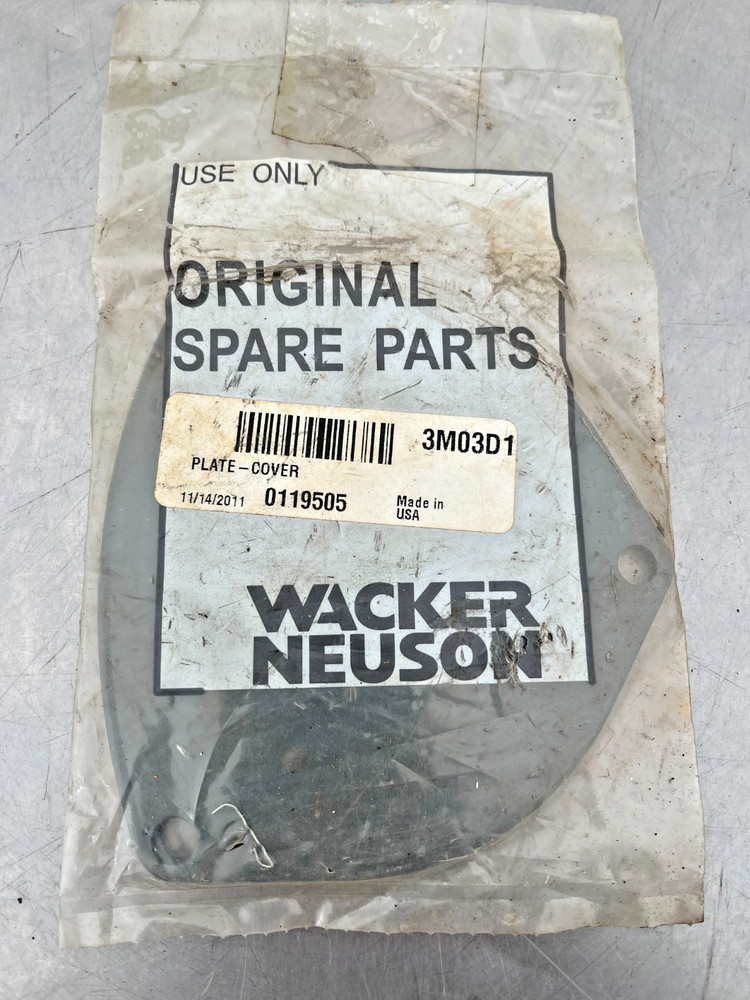 USE ONLY
ORIGINAL
SPARE PARTS
3M03D1
PLATE-COVER
11/14/2011 0119505 Made in
USA
WACKER
NEUSON